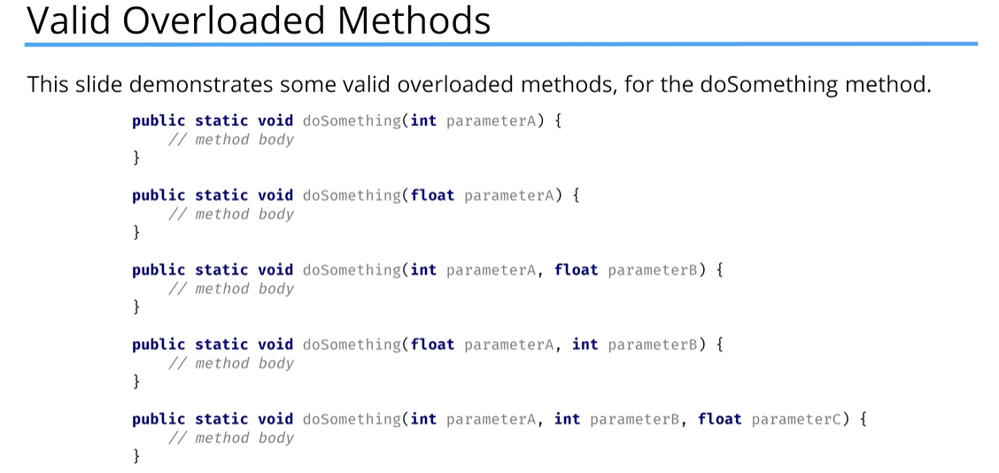 Valid Overloaded Methods
This slide demonstrates some valid overloaded methods, for the doSomething method.
public static void doSomething(int parameterA) {
    // method body
}
public static void doSomething(float parameterA) {
    // method body
}
public static void doSomething(int parameterA, float parameterB) {
    // method body
}
public static void doSomething(float parameterA, int parameterB) {
    // method body
}
public static void doSomething(int parameterA, int parameterB, float parameterC) {
    // method body
}